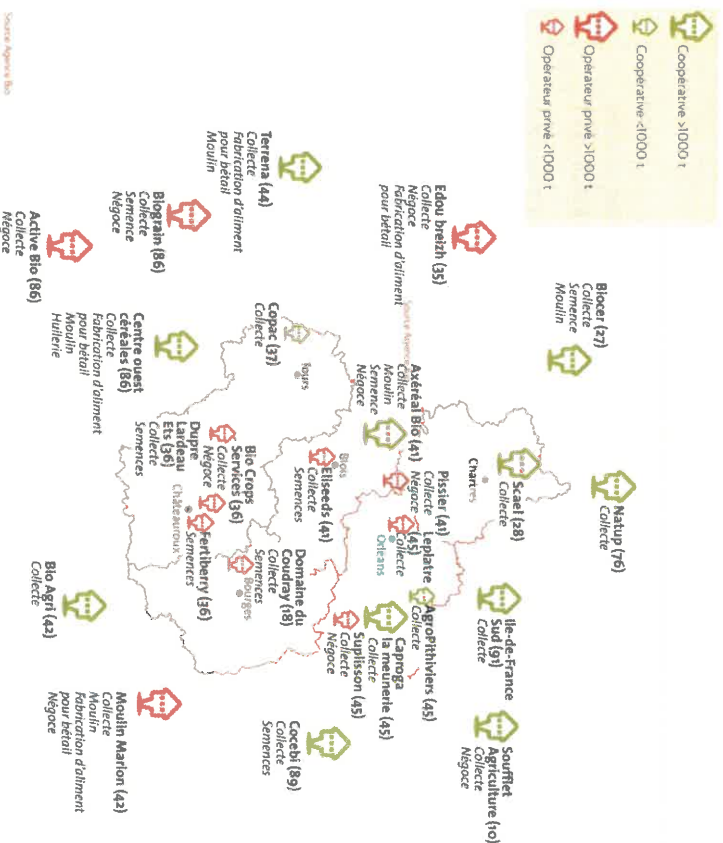 Coopérative >1000 t
Coopérative <1000 t
Opérateur privé >1000 t
Opérateur privé <1000 t
Natup (76)
Collecte
Biocer (27)
Collecte
Semence
Moulin
Ile-de-France
Sud (91)
Collecte
Soufflet
Agriculture (10)
Collecte
Négoce
Scael (28)
Collecte
Chartres
Edou breizh (35)
Collecte
Négoce
Fabrication d'aliment
pour bétail
Source Agence Bio
Axéréal Bio (41)
Collecte
Moulin
Semence
Négoce
Pissier (41)
Collecte
Négoce
Leplatre
(45)
Collecte
Orléans
AgroPithiviers (45)
Collecte
Caproga
la meunerie (45)
Collecte
Suplisson (45)
Collecte
Négoce
Terrena (44)
Collecte
Fabrication d'aliment
pour bétail
Moulin
Copac (37)
Collecte
Tours
Blois
Eliseeds (41)
Collecte
Semences
Cocebi (89)
Collecte
Semences
Domaine du
Coudray (18)
Collecte
Semences
Bourges
Bio Crops
Services (36)
Collecte
Négoce
Fertiberry (36)
Semences
Dupre
Lardeau
Ets (36)
Collecte
Semences
Châteauroux
Biograin (86)
Collecte
Semence
Négoce
Centre ouest
céréales (86)
Collecte
Fabrication d'aliment
pour bétail
Moulin
Huilerie
Active Bio (86)
Collecte
Négoce
Bio Agri (42)
Collecte
Moulin Marion (42)
Collecte
Moulin
Fabrication d'aliment
pour bétail
Négoce
Source Agence Bio